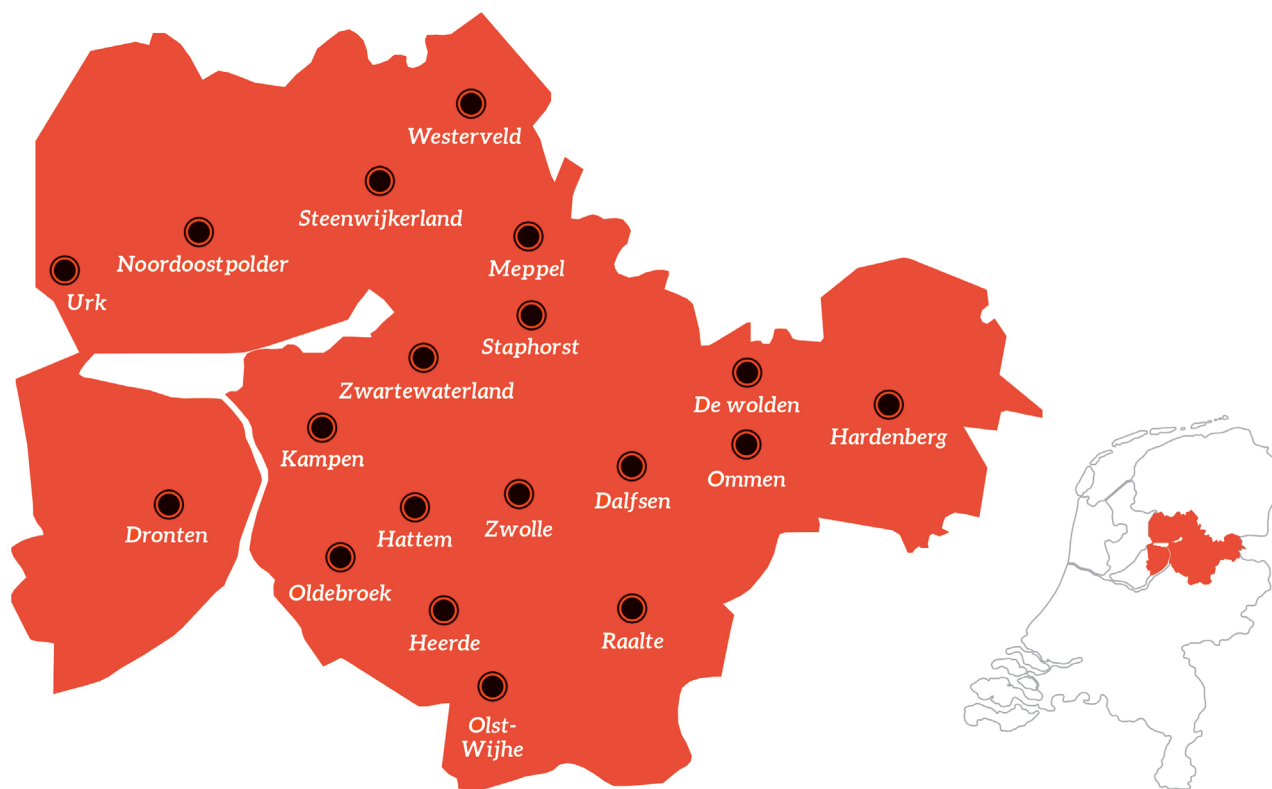 Westerveld
Steenwijkerland
Noordoostpolder
Meppel
Urk
Staphorst
Zwartewaterland
De wolden
Hardenberg
Kampen
Ommen
Dalfsen
Dronten
Hattem
Zwolle
Oldebroek
Heerde
Raalte
Olst-
Wijhe